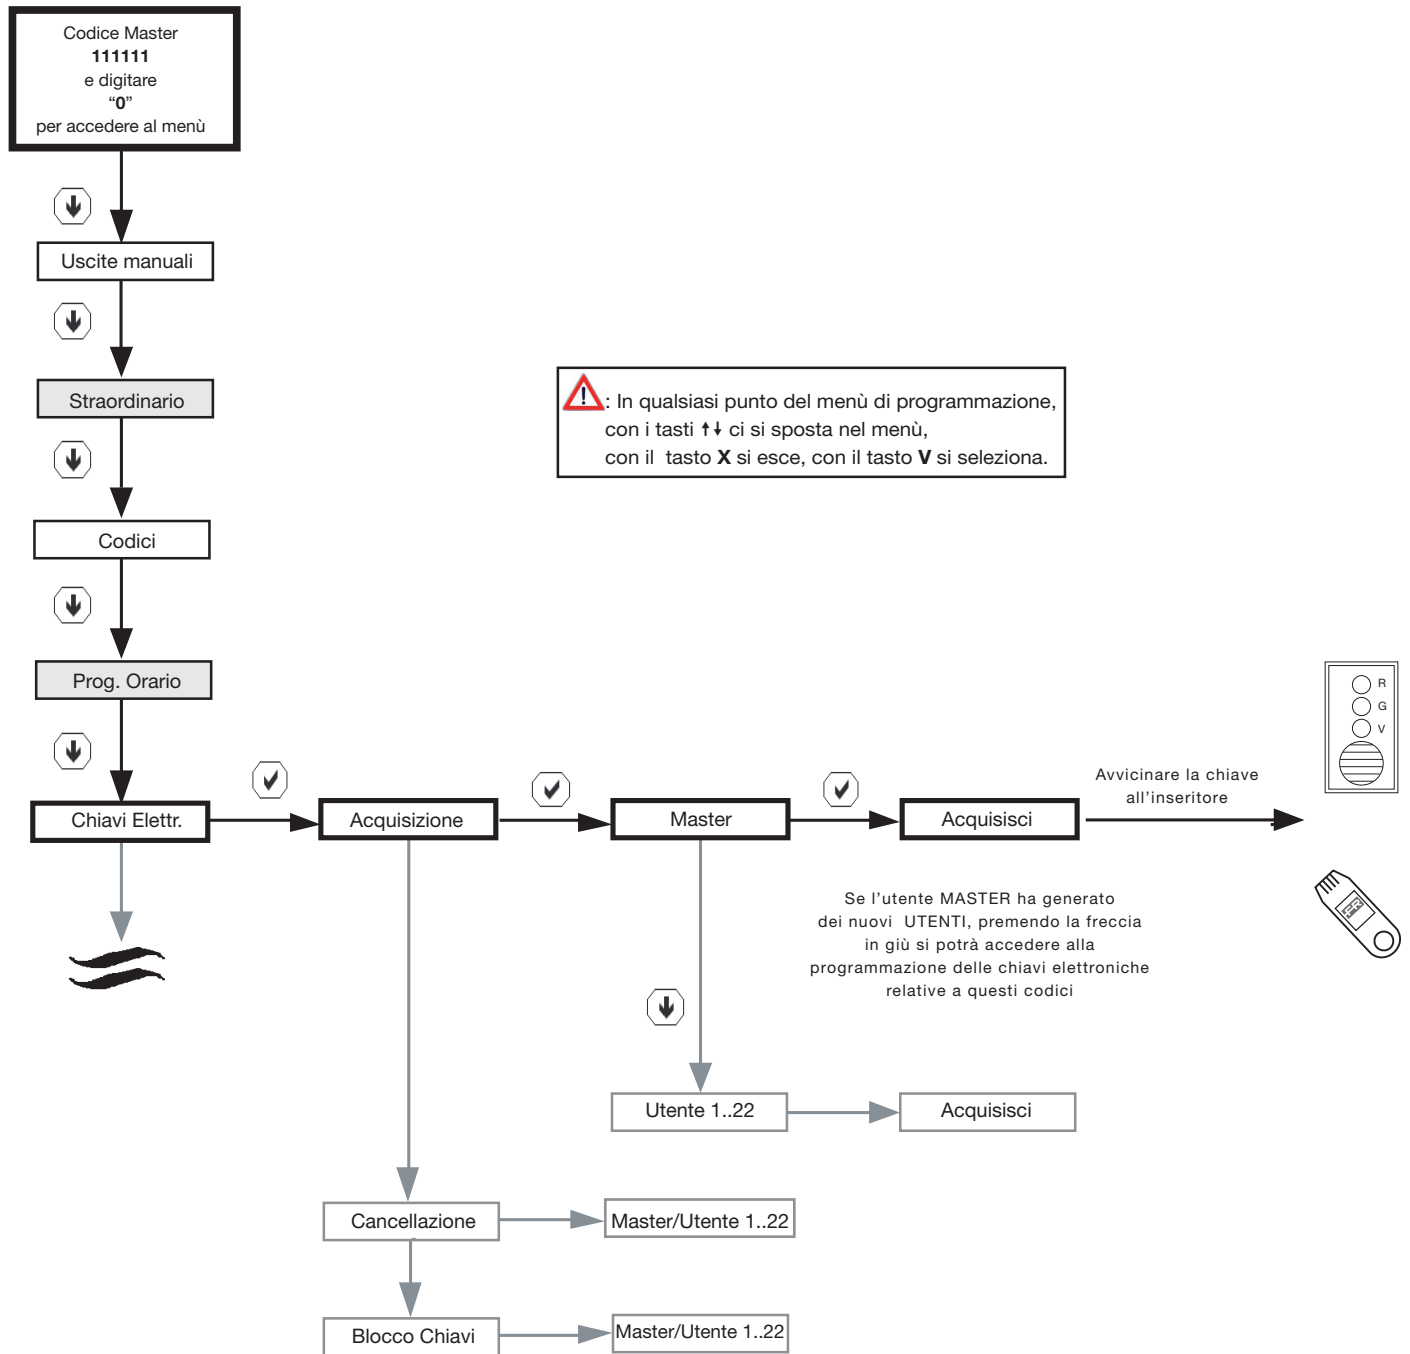 Codice Master
111111
e digitare
“0”
per accedere al menù
Uscite manuali
Straordinario
: In qualsiasi punto del menù di programmazione,
con i tasti ↑↓ ci si sposta nel menù,
con il tasto X si esce, con il tasto V si seleziona.
Codici
Prog. Orario
R
G
V
Chiavi Elettr.
Acquisizione
Master
Acquisisci
Avvicinare la chiave
all’inseritore
Se l’utente MASTER ha generato
dei nuovi UTENTI, premendo la freccia
in giù si potrà accedere alla
programmazione delle chiavi elettroniche
relative a questi codici
Utente 1..22
Acquisisci
Cancellazione
Master/Utente 1..22
Blocco Chiavi
Master/Utente 1..22